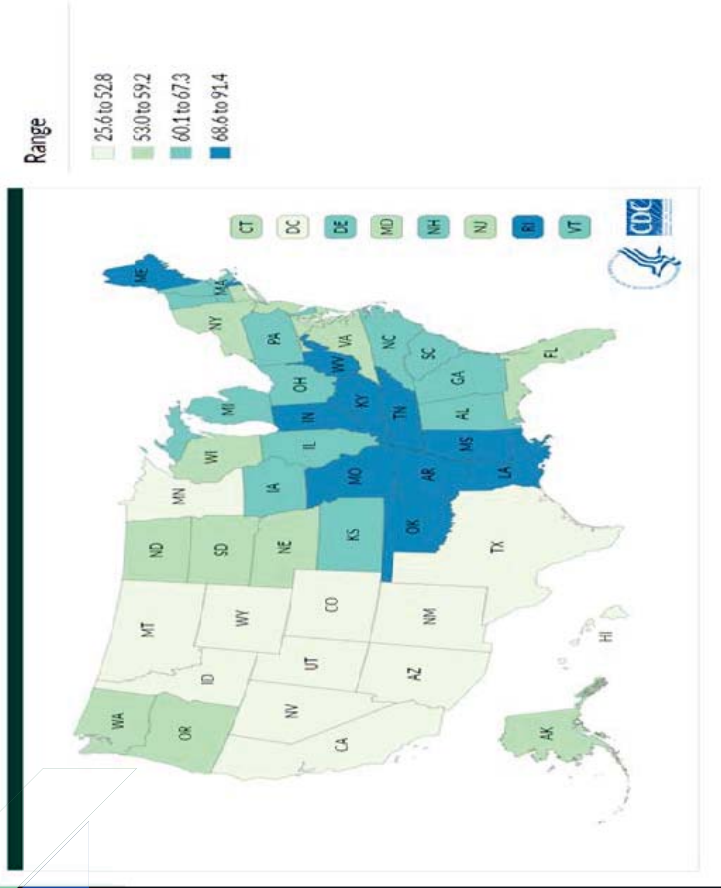 Range
25.6 to 52.8
53.0 to 59.2
60.1 to 67.3
68.6 to 91.4
WA
OR
CA
NV
ID
MT
WY
UT
AZ
CO
NM
ND
SD
NE
KS
OK
TX
MN
IA
MO
AR
LA
WI
IL
MS
MI
IN
KY
TN
AL
OH
WV
GA
SC
NC
VA
PA
NY
MA
ME
FL
AK
HI
CT
DC
DE
MD
NH
NJ
RI
VT
CDC